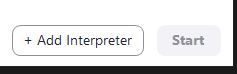 + Add Interpreter Start